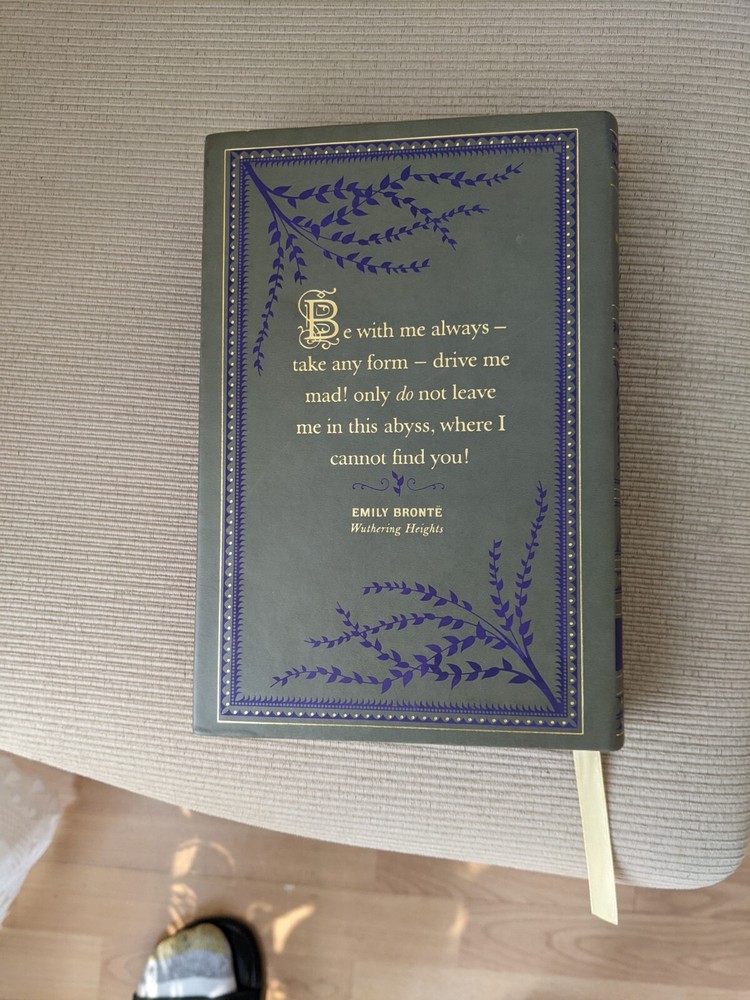 Be with me always –
take any form – drive me
mad! only do not leave
me in this abyss, where I
cannot find you!
EMILY BRONTË
Wuthering Heights